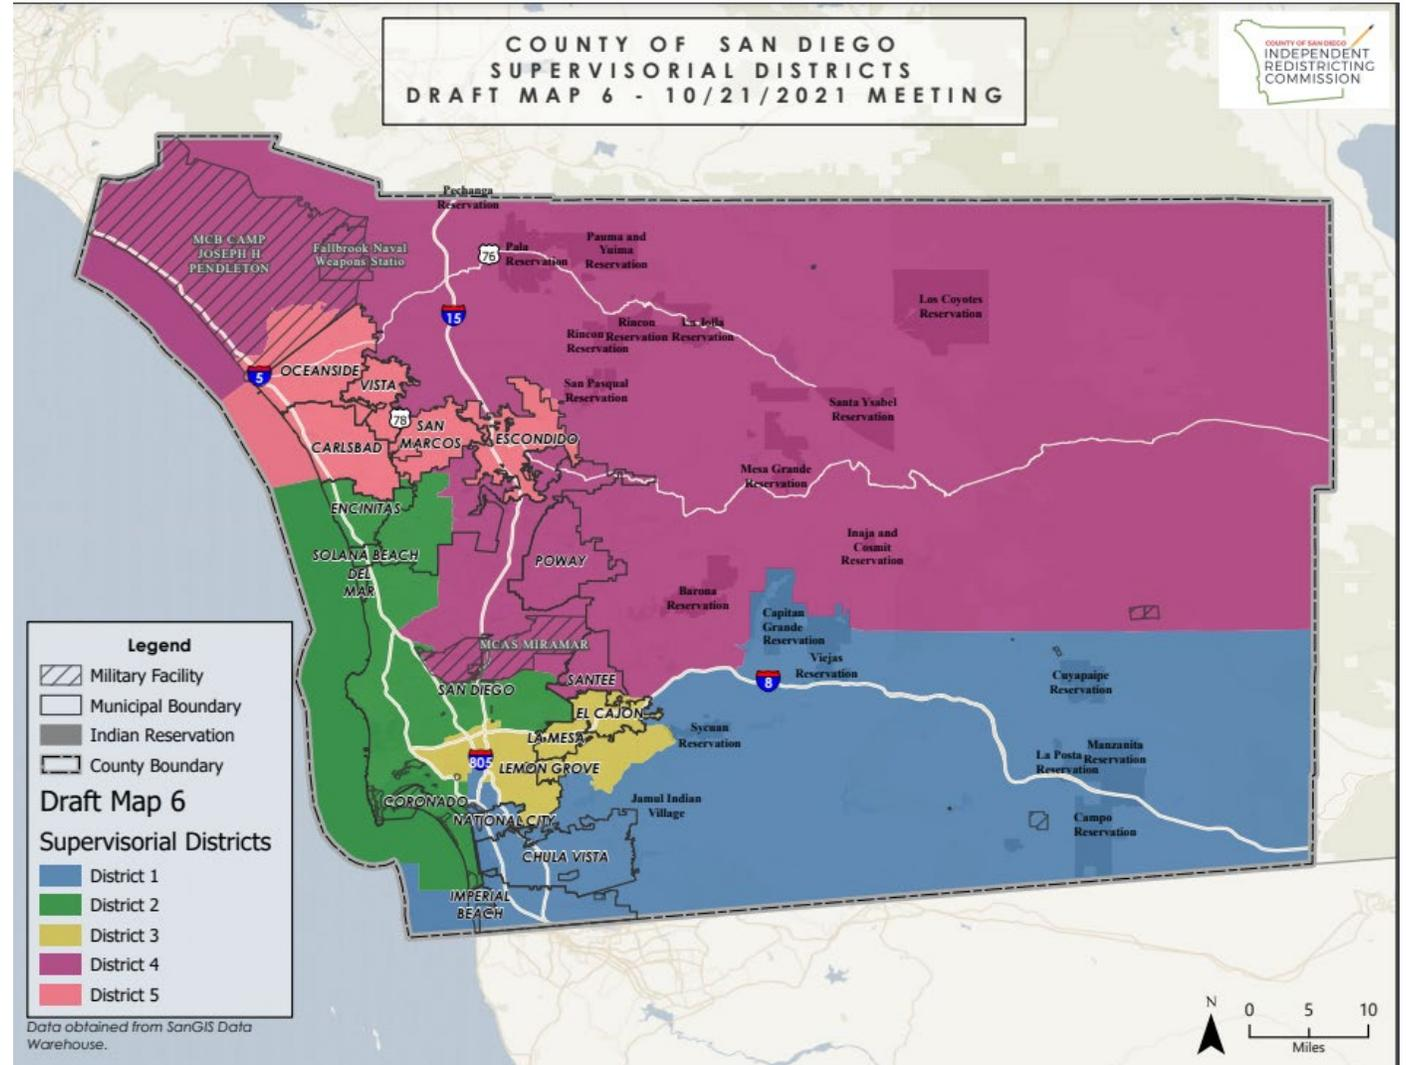 COUNTY OF SAN DIEGO
SUPERVISORIAL DISTRICTS
DRAFT MAP 6 - 10/21/2021 MEETING
COUNTY OF SAN DIEGO
INDEPENDENT
REDISTRICTING
COMMISSION
Pechanga
Reservation
MCB CAMP
JOSEPH H
PENDLETON
Fallbrook Naval
Weapons Statio
76
Pala
Reservation
Pauma and
Yuima
Reservation
15
Los Coyotes
Reservation
Rincon
Reservation
Rincon
Reservation
La Jolla
Reservation
5
OCEANSIDE
VISTA
San Pasqual
Reservation
78
SAN
MARCOS
Santa Ysabel
Reservation
CARLSBAD
ESCONDIDO
Mesa Grande
Reservation
ENCINITAS
Inaja and
Cosmit
Reservation
SOLANA BEACH
DEL
MAR
POWAY
Barona
Reservation
Capitan
Grande
Reservation
MCAS MIRAMAR
Viejas
Reservation
8
SANTEE
SAN DIEGO
Cuyapaipe
Reservation
EL CAJON
LA MESA
Sycuan
Reservation
805
LEMON GROVE
La Posta
Reservation
Manzanita
Reservation
CORONADO
NATIONAL CITY
Jamul Indian
Village
Campo
Reservation
CHULA VISTA
IMPERIAL
BEACH
Legend
Military Facility
Municipal Boundary
Indian Reservation
County Boundary
Draft Map 6
Supervisorial Districts
District 1
District 2
District 3
District 4
District 5
Data obtained from SanGIS Data
Warehouse.
N
0 5 10
Miles